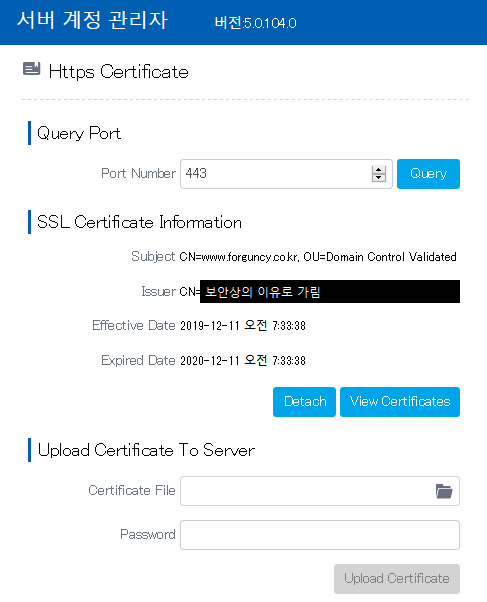 서버 계정 관리자 버전:5.0.104.0
Https Certificate
Query Port
Port Number 443 Query
SSL Certificate Information
Subject CN=www.forguncy.co.kr, OU=Domain Control Validated
Issuer CN= 보안상의 이유로 가림
Effective Date 2019-12-11 오전 7:33:38
Expired Date 2020-12-11 오전 7:33:38
Detach View Certificates
Upload Certificate To Server
Certificate File
Password
Upload Certificate